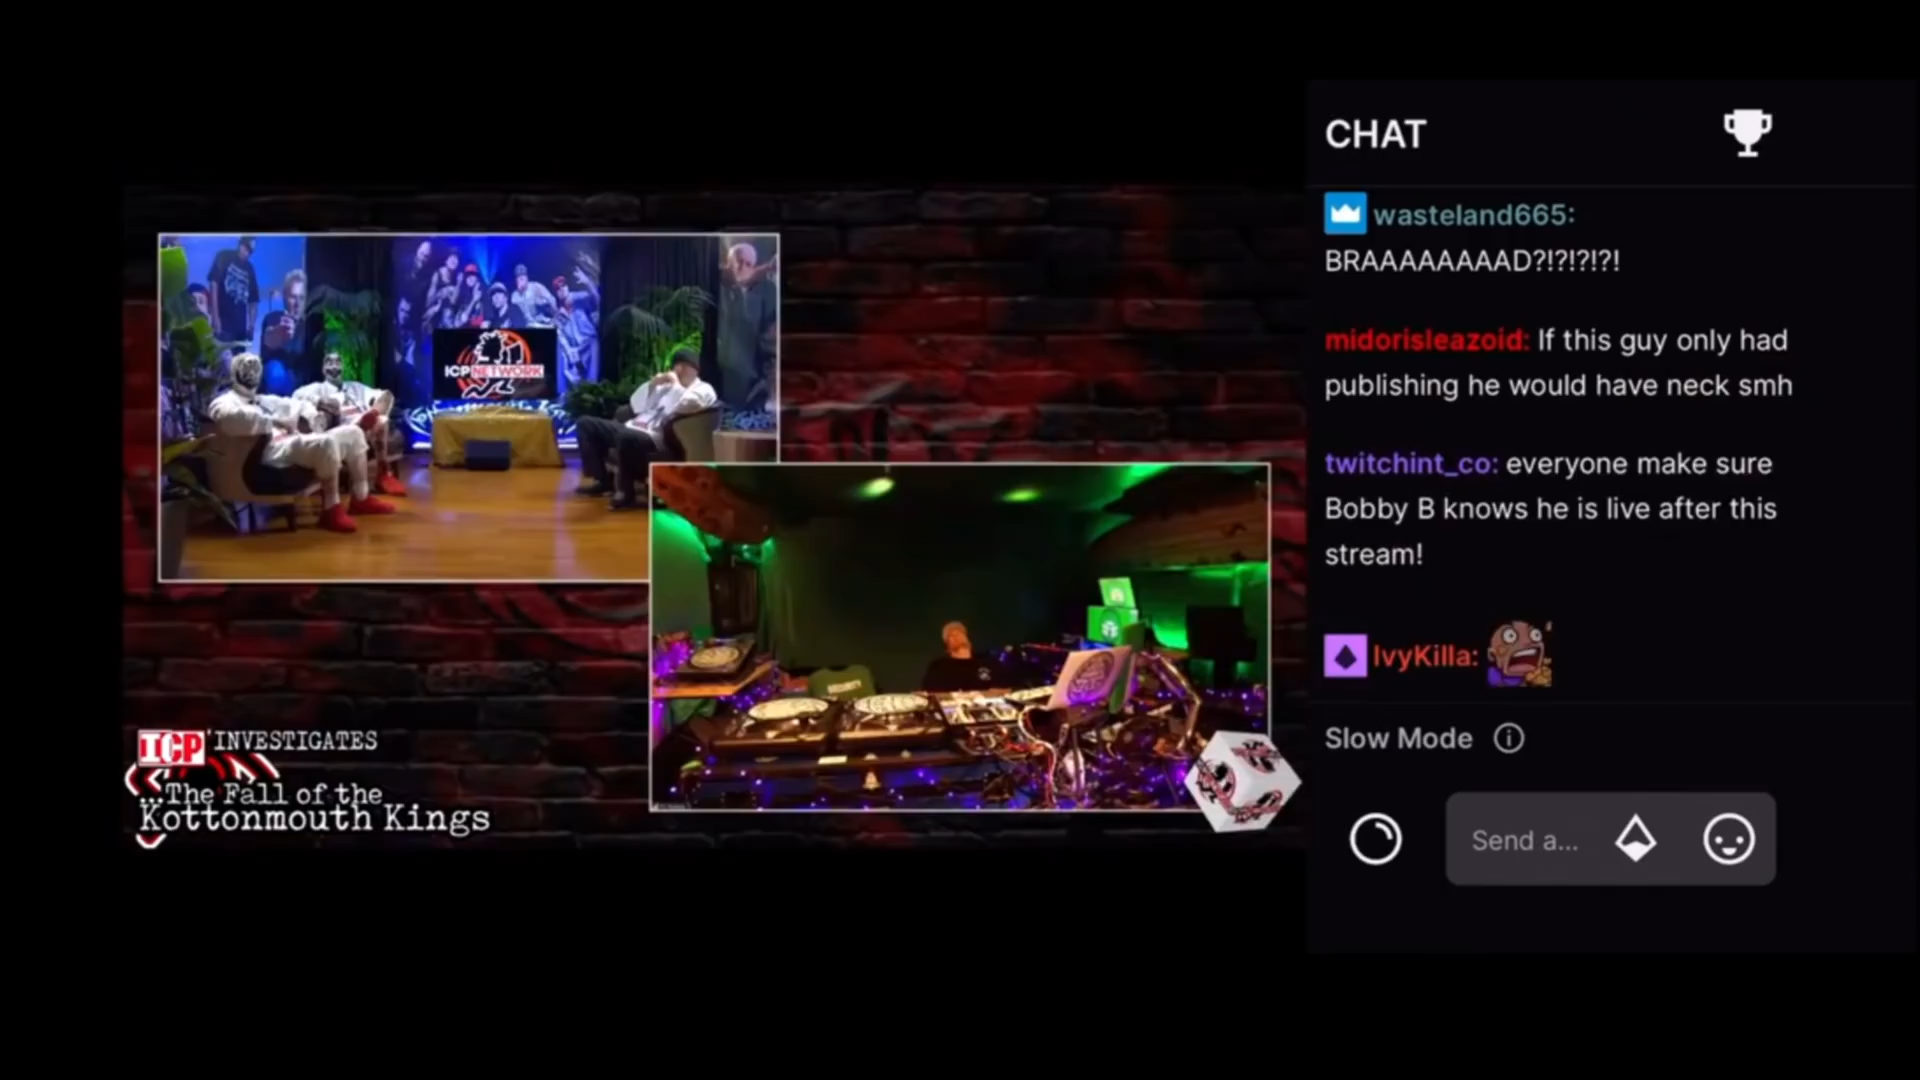 ICP NETWORK
SECURITY
ICP INVESTIGATES
The Fall of the
Kottonmouth Kings
CHAT
wasteland665:
BRAAAAAAAAD?!?!?!?!
midorisleazoid: If this guy only had
publishing he would have neck smh
twitchint_co: everyone make sure
Bobby B knows he is live after this
stream!
IvyKilla:
Slow Mode
Send a...